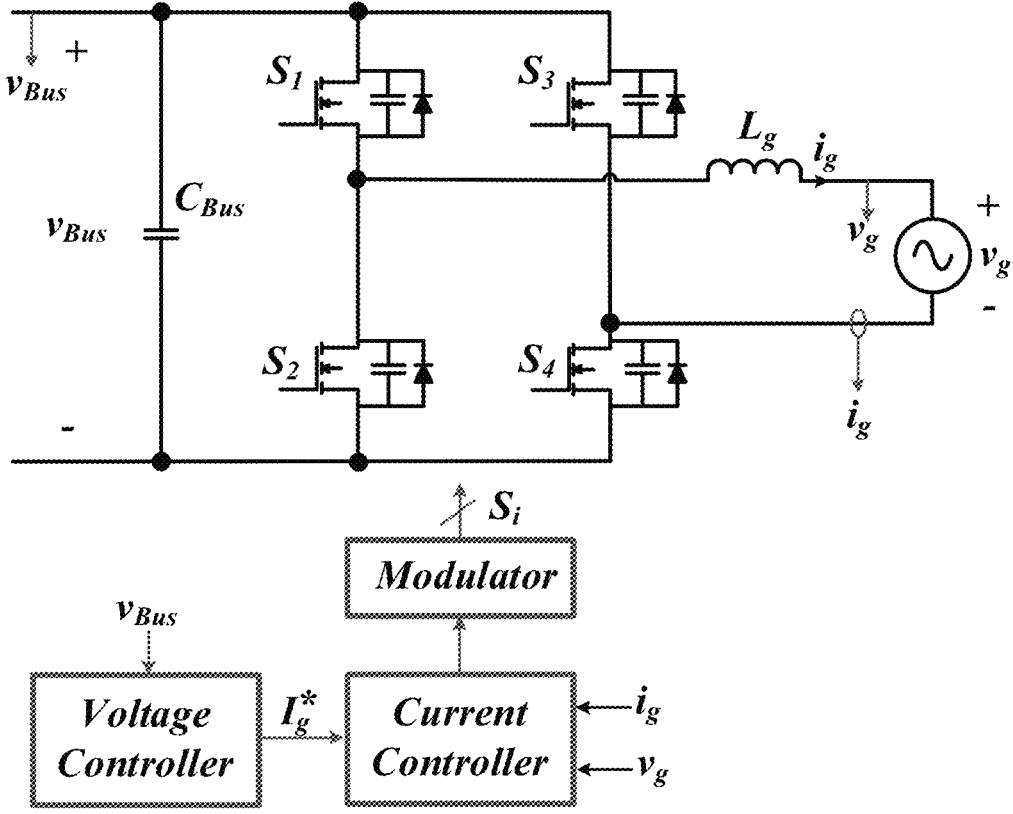 +
v_Bus
S_1
S_3
L_g
i_g
C_Bus
v_Bus
v_g
+
v_g
-
S_2
S_4
i_g
-
S_i
Modulator
v_Bus
Voltage
Controller
I_g^*
Current
Controller
i_g
v_g